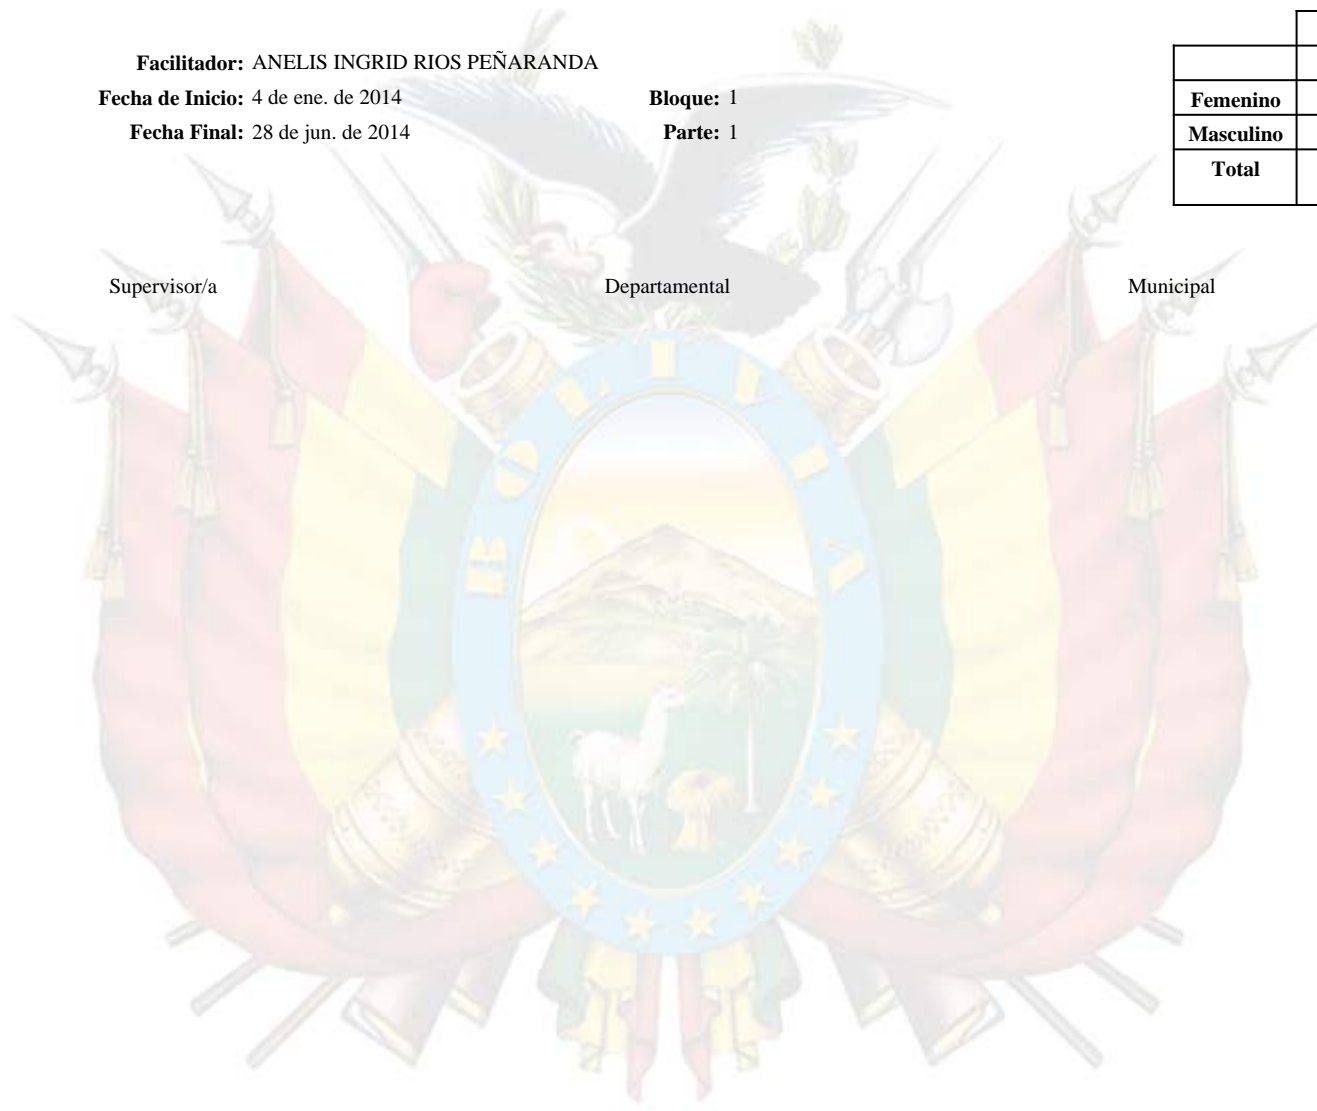 Facilitador: ANELIS INGRID RIOS PEÑARANDA
Fecha de Inicio: 4 de ene. de 2014 Bloque: 1
Fecha Final: 28 de jun. de 2014 Parte: 1
Femenino
Masculino
Total
Supervisor/a Departamental Municipal
BOLIVIA